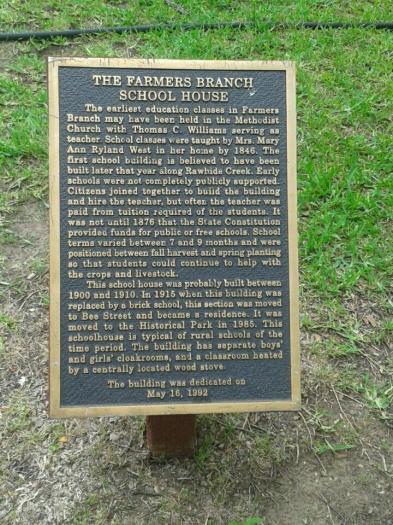 THE FARMERS BRANCH
SCHOOL HOUSE
The earliest education classes in Farmers
Branch may have been held in the Methodist
Church with Thomas C. Williams serving as
teacher. School classes were taught by Mrs. Mary
Ann Ryland West in her home by 1846. The
first school building is believed to have been
built later that year along Rawhide Creek. Early
schools were not completely publicly supported.
Citizens joined together to build the building
and hire the teacher, but often the teacher was
paid from tuition required of the students. It
was not until 1876 that the State Constitution
provided funds for public or free schools. School
terms varied between 7 and 9 months and were
positioned between fall harvest and spring planting
so that students could continue to help with
the crops and livestock.
This school house was probably built between
1900 and 1910. In 1915 when this building was
replaced by a brick school, this section was moved
to Bee Street and became a residence. It was
moved to the Historical Park in 1985. This
schoolhouse is typical of rural schools of the
time period. The building has separate boys'
and girls' cloakrooms, and a classroom heated
by a centrally located wood stove.
The building was dedicated on
May 16, 1992